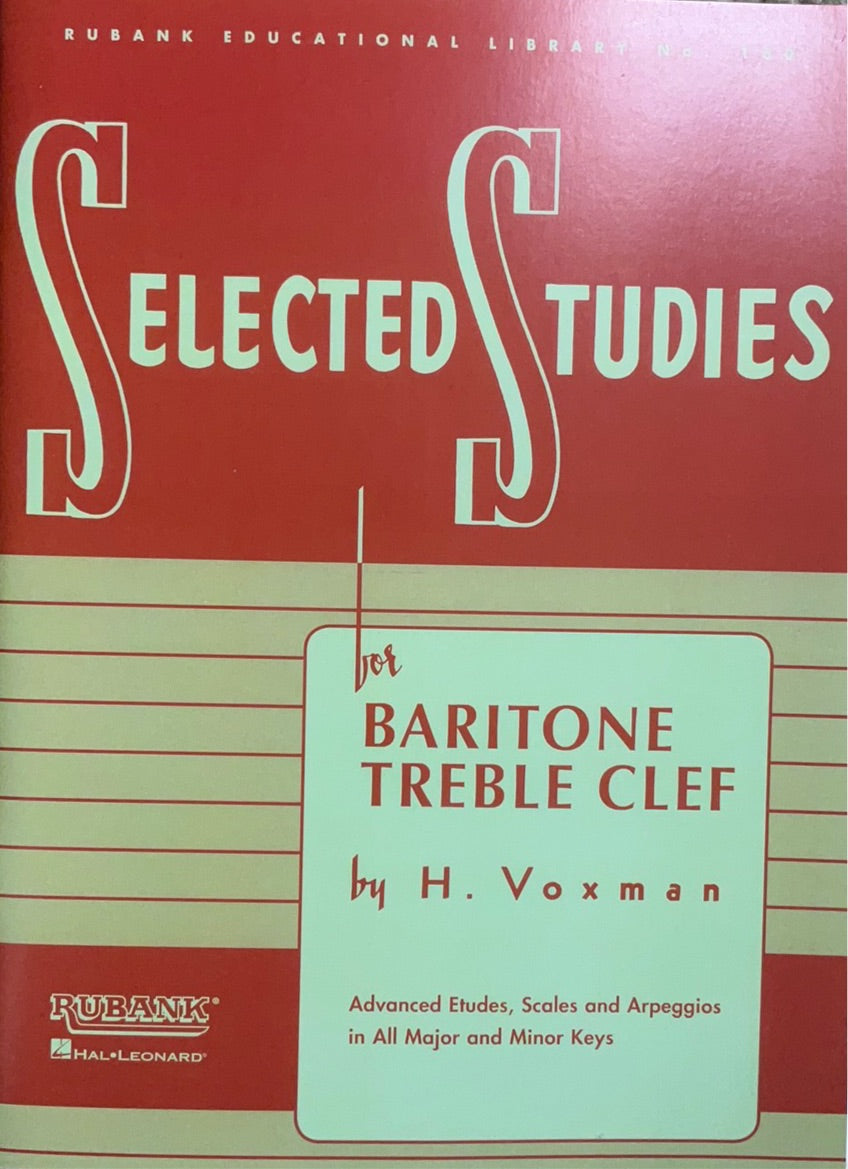 RUBANK EDUCATIONAL LIBRARY No.
SELECTED STUDIES
for
BARITONE
TREBLE CLEF
by H. Voxman
Advanced Etudes, Scales and Arpeggios
in All Major and Minor Keys
RUBANK®
HAL•LEONARD®